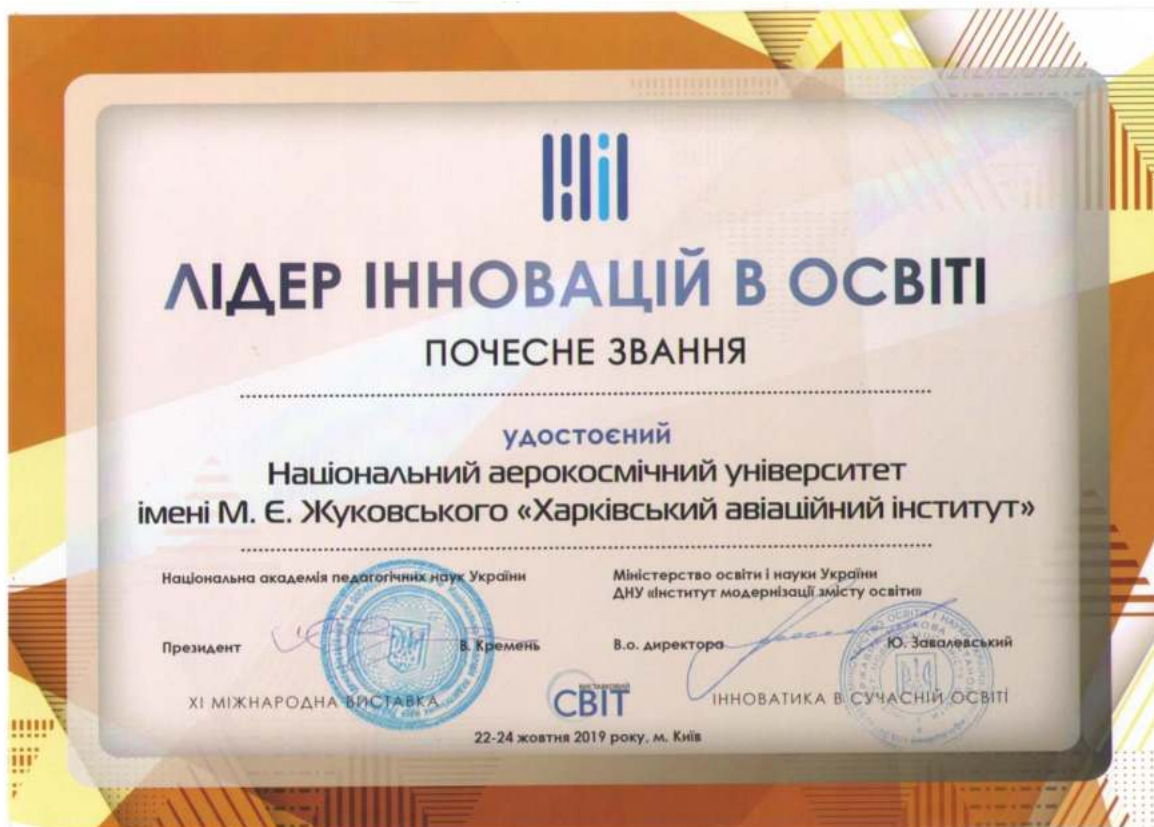 ЛІДЕР ІННОВАЦІЙ В ОСВІТІ
ПОЧЕСНЕ ЗВАННЯ
удостоєний
Національний аерокосмічний університет
імені М. Є. Жуковського «Харківський авіаційний інститут»
Національна академія педагогічних наук України
Президент
В. Кремень
Міністерство освіти і науки України
ДНУ «Інститут модернізації змісту освіти»
В.о. директора
Ю. Завалевський
XI МІЖНАРОДНА ВИСТАВКА
ВИСТАВКОВИЙ
СВІТ
ІННОВАТИКА В СУЧАСНІЙ ОСВІТІ
22-24 жовтня 2019 року, м. Київ